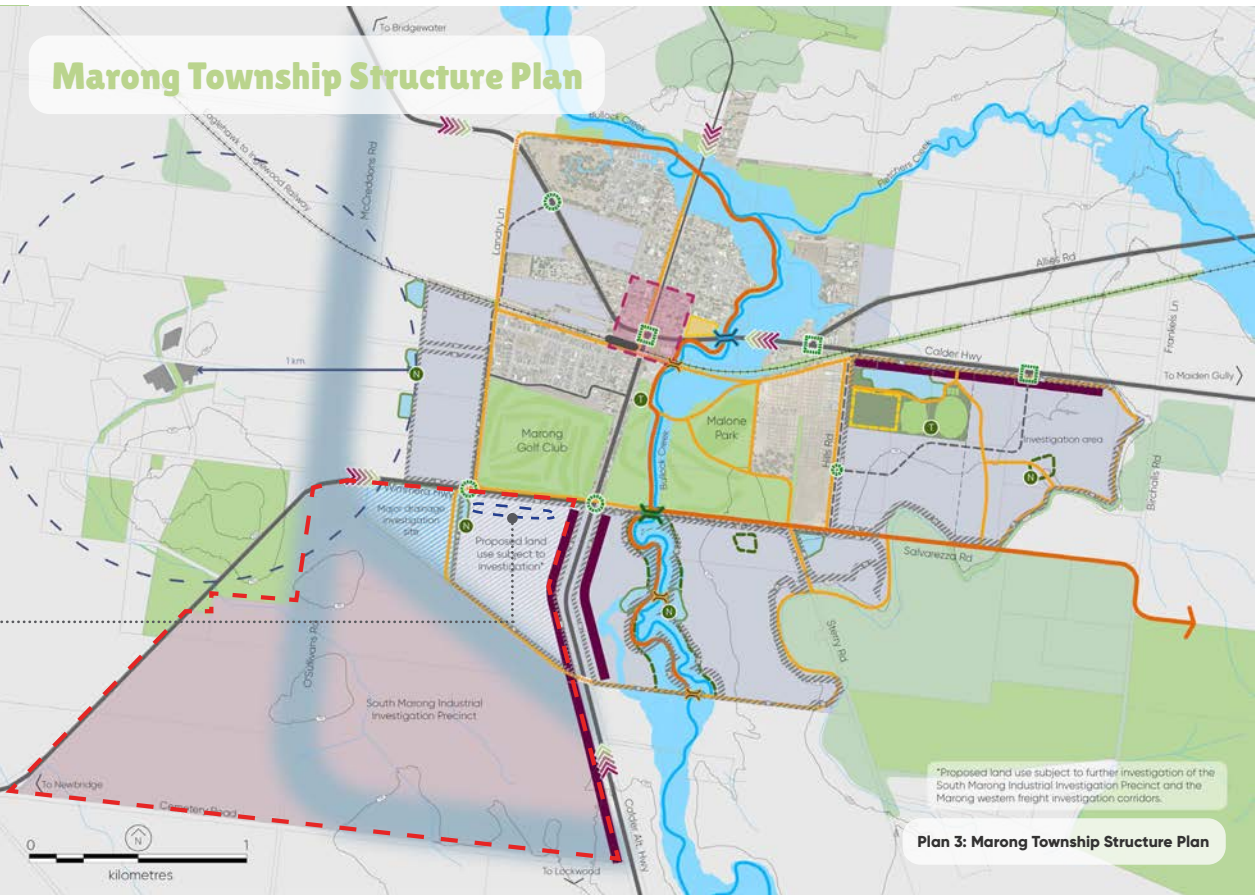 Marong Township Structure Plan
To Bridgewater
Bullock Creek
Eaglehawk to Inglewood Railway
McCreddons Rd
Landry Ln
Fletchers Creek
Allies Rd
Frankels Ln
Calder Hwy
To Maiden Gully
1 km
N
T
Marong
Golf Club
Malone
Park
Bullock Creek
Hills Rd
T
Investigation area
N
Birchalls Rd
Wimmera Hwy
Major drainage
investigation
site
N
Proposed land
use subject to
investigation*
Salvarezza Rd
N
Sterry Rd
O'Sullivans Rd
South Marong Industrial
Investigation Precinct
To Newbridge
Cemetery Road
Calder Alt. Hwy
To Lockwood
N
0 1
kilometres
*Proposed land use subject to further investigation of the
South Marong Industrial Investigation Precinct and the
Marong western freight investigation corridors.
Plan 3: Marong Township Structure Plan